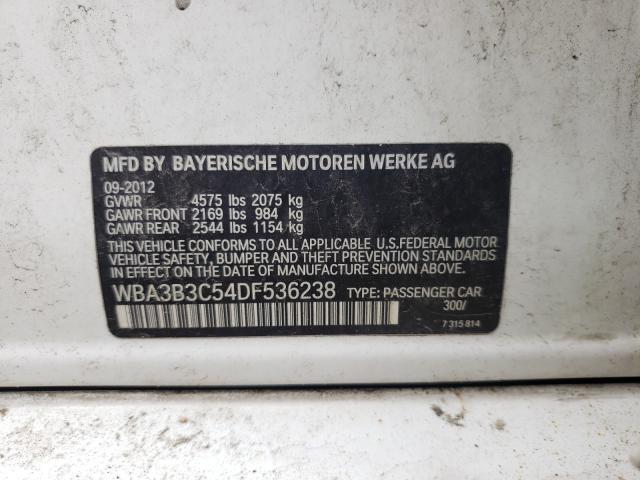 MFD BY BAYERISCHE MOTOREN WERKE AG
09-2012
GVWR 4575 lbs 2075 kg
GAWR FRONT 2169 lbs 984 kg
GAWR REAR 2544 lbs 1154 kg
THIS VEHICLE CONFORMS TO ALL APPLICABLE U.S.FEDERAL MOTOR
VEHICLE SAFETY, BUMPER AND THEFT PREVENTION STANDARDS
IN EFFECT ON THE DATE OF MANUFACTURE SHOWN ABOVE.
WBA3B3C54DF536238 TYPE: PASSENGER CAR
300/
7 315 814